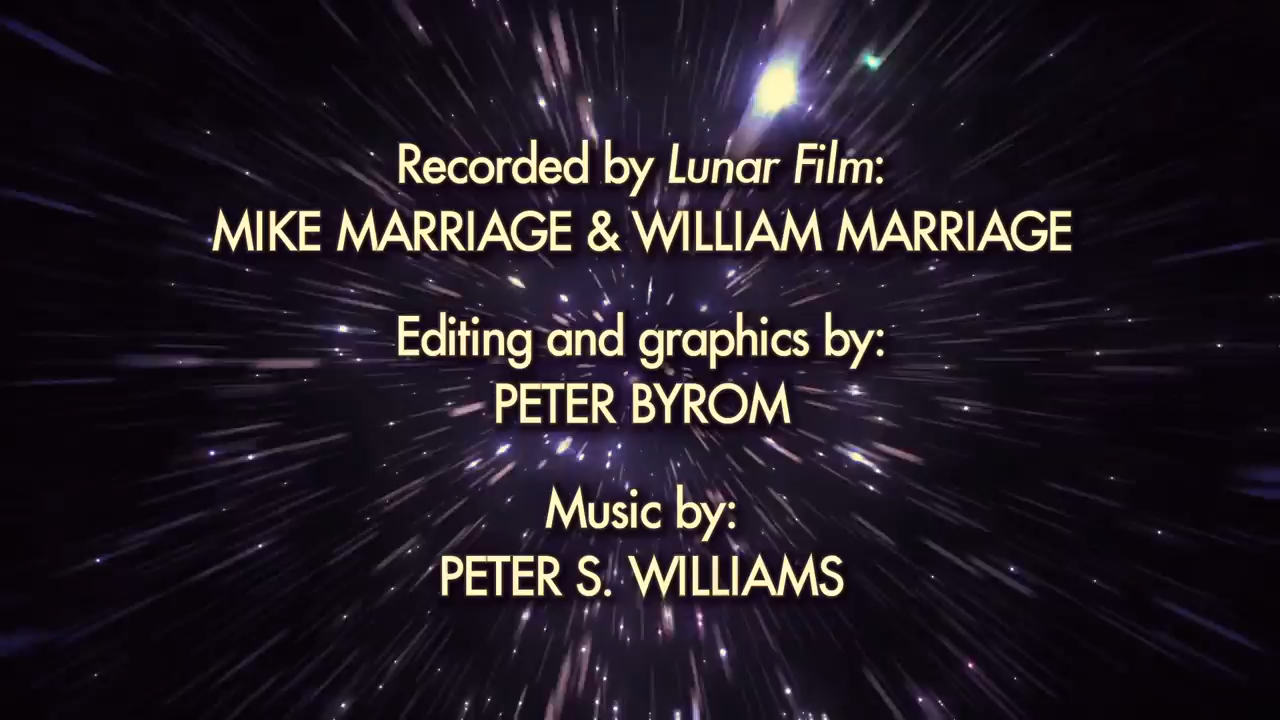 Recorded by Lunar Film:
MIKE MARRIAGE & WILLIAM MARRIAGE
Editing and graphics by:
PETER BYROM
Music by:
PETER S. WILLIAMS